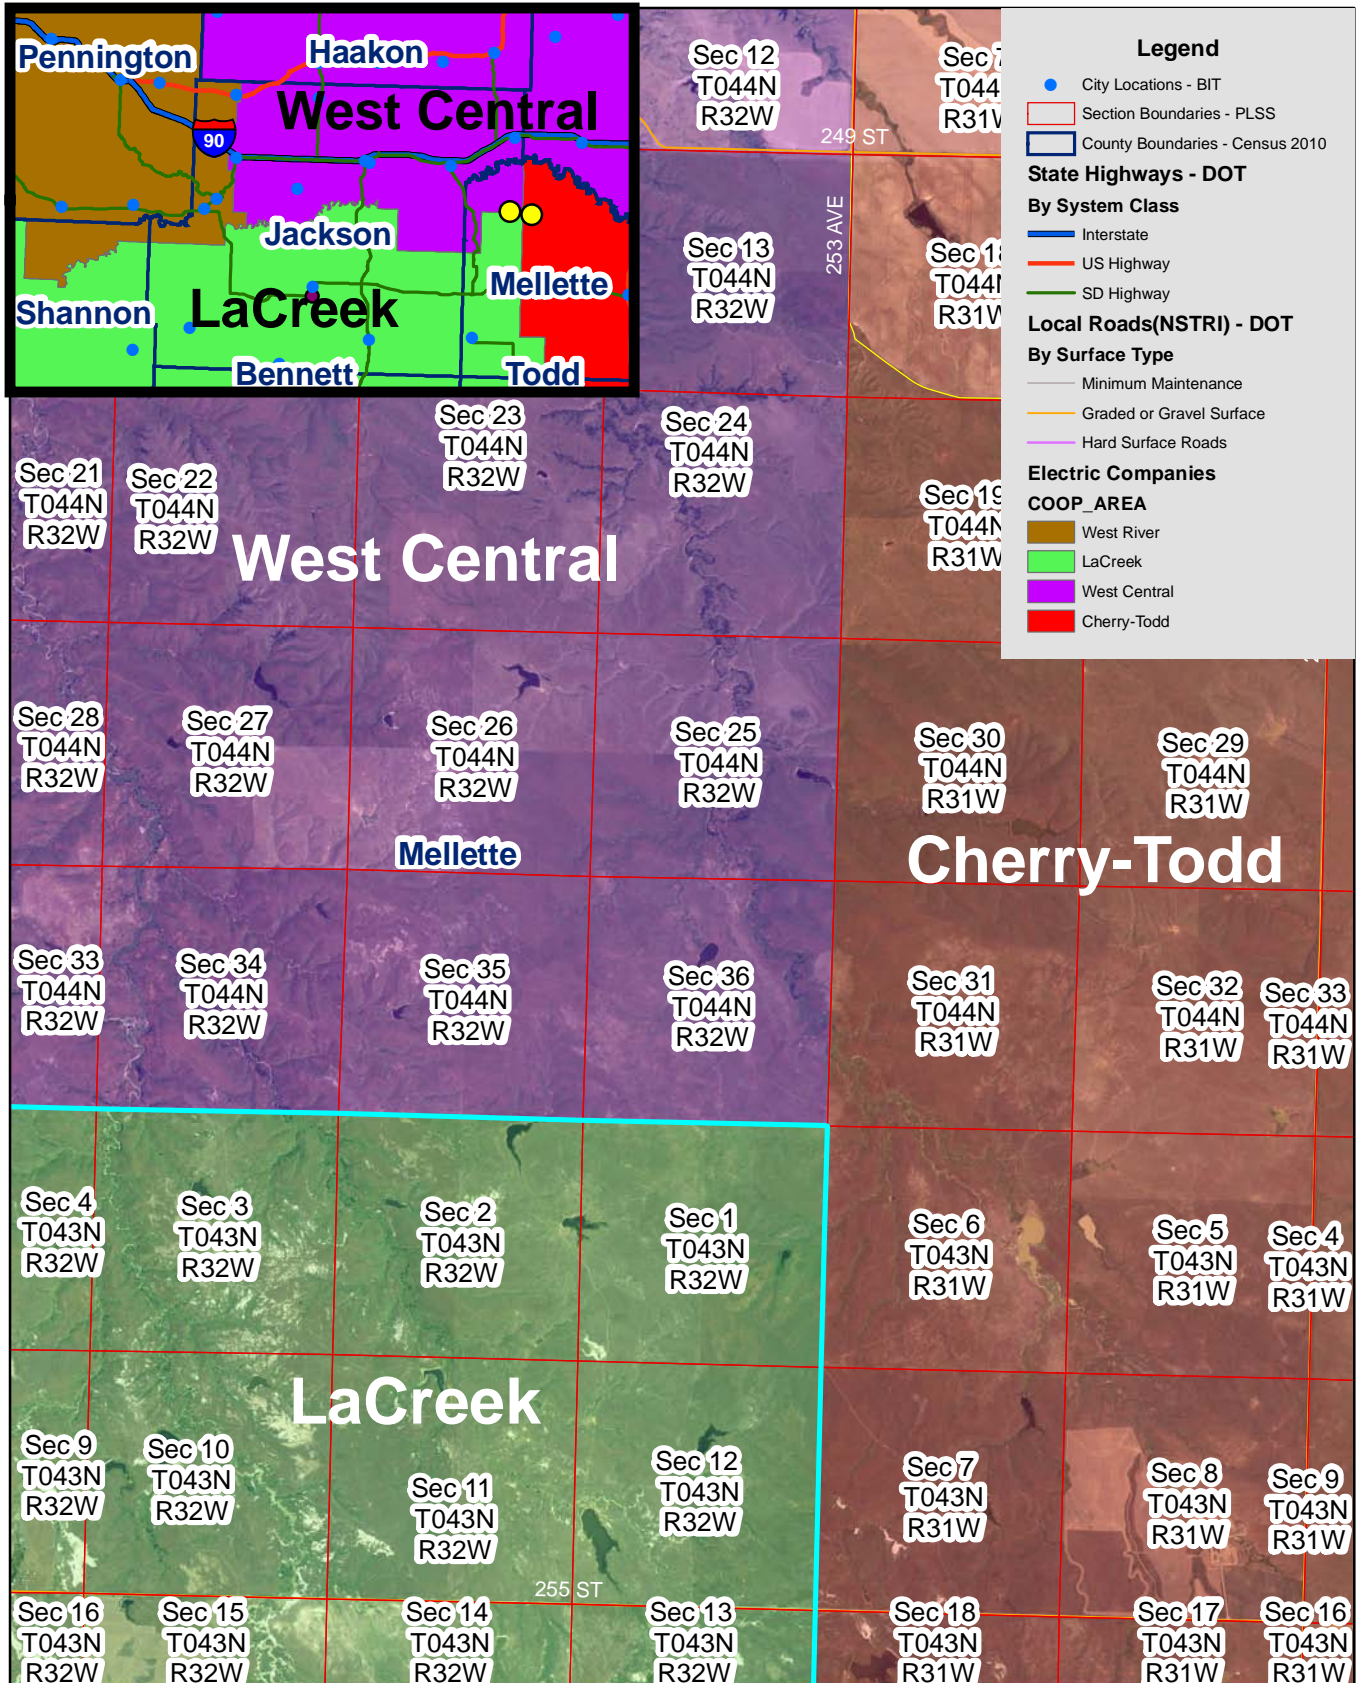 Pennington
Haakon
West Central
90
Jackson
Mellette
Shannon
LaCreek
Bennett
Todd
Legend
City Locations - BIT
Section Boundaries - PLSS
County Boundaries - Census 2010
State Highways - DOT
By System Class
Interstate
US Highway
SD Highway
Local Roads(NSTRI) - DOT
By Surface Type
Minimum Maintenance
Graded or Gravel Surface
Hard Surface Roads
Electric Companies
COOP_AREA
West River
LaCreek
West Central
Cherry-Todd
Sec 12
T044N
R32W
Sec 7
T044
R31W
249 ST
253 AVE
Sec 13
T044N
R32W
Sec 18
T044N
R31W
Sec 21
T044N
R32W
Sec 22
T044N
R32W
Sec 23
T044N
R32W
Sec 24
T044N
R32W
Sec 19
T044N
R31W
West Central
Sec 28
T044N
R32W
Sec 27
T044N
R32W
Sec 26
T044N
R32W
Sec 25
T044N
R32W
Sec 30
T044N
R31W
Sec 29
T044N
R31W
Mellette
Cherry-Todd
Sec 33
T044N
R32W
Sec 34
T044N
R32W
Sec 35
T044N
R32W
Sec 36
T044N
R32W
Sec 31
T044N
R31W
Sec 32
T044N
R31W
Sec 33
T044N
R31W
Sec 4
T043N
R32W
Sec 3
T043N
R32W
Sec 2
T043N
R32W
Sec 1
T043N
R32W
Sec 6
T043N
R31W
Sec 5
T043N
R31W
Sec 4
T043N
R31W
LaCreek
Sec 9
T043N
R32W
Sec 10
T043N
R32W
Sec 11
T043N
R32W
Sec 12
T043N
R32W
Sec 7
T043N
R31W
Sec 8
T043N
R31W
Sec 9
T043N
R31W
255 ST
Sec 16
T043N
R32W
Sec 15
T043N
R32W
Sec 14
T043N
R32W
Sec 13
T043N
R32W
Sec 18
T043N
R31W
Sec 17
T043N
R31W
Sec 16
T043N
R31W